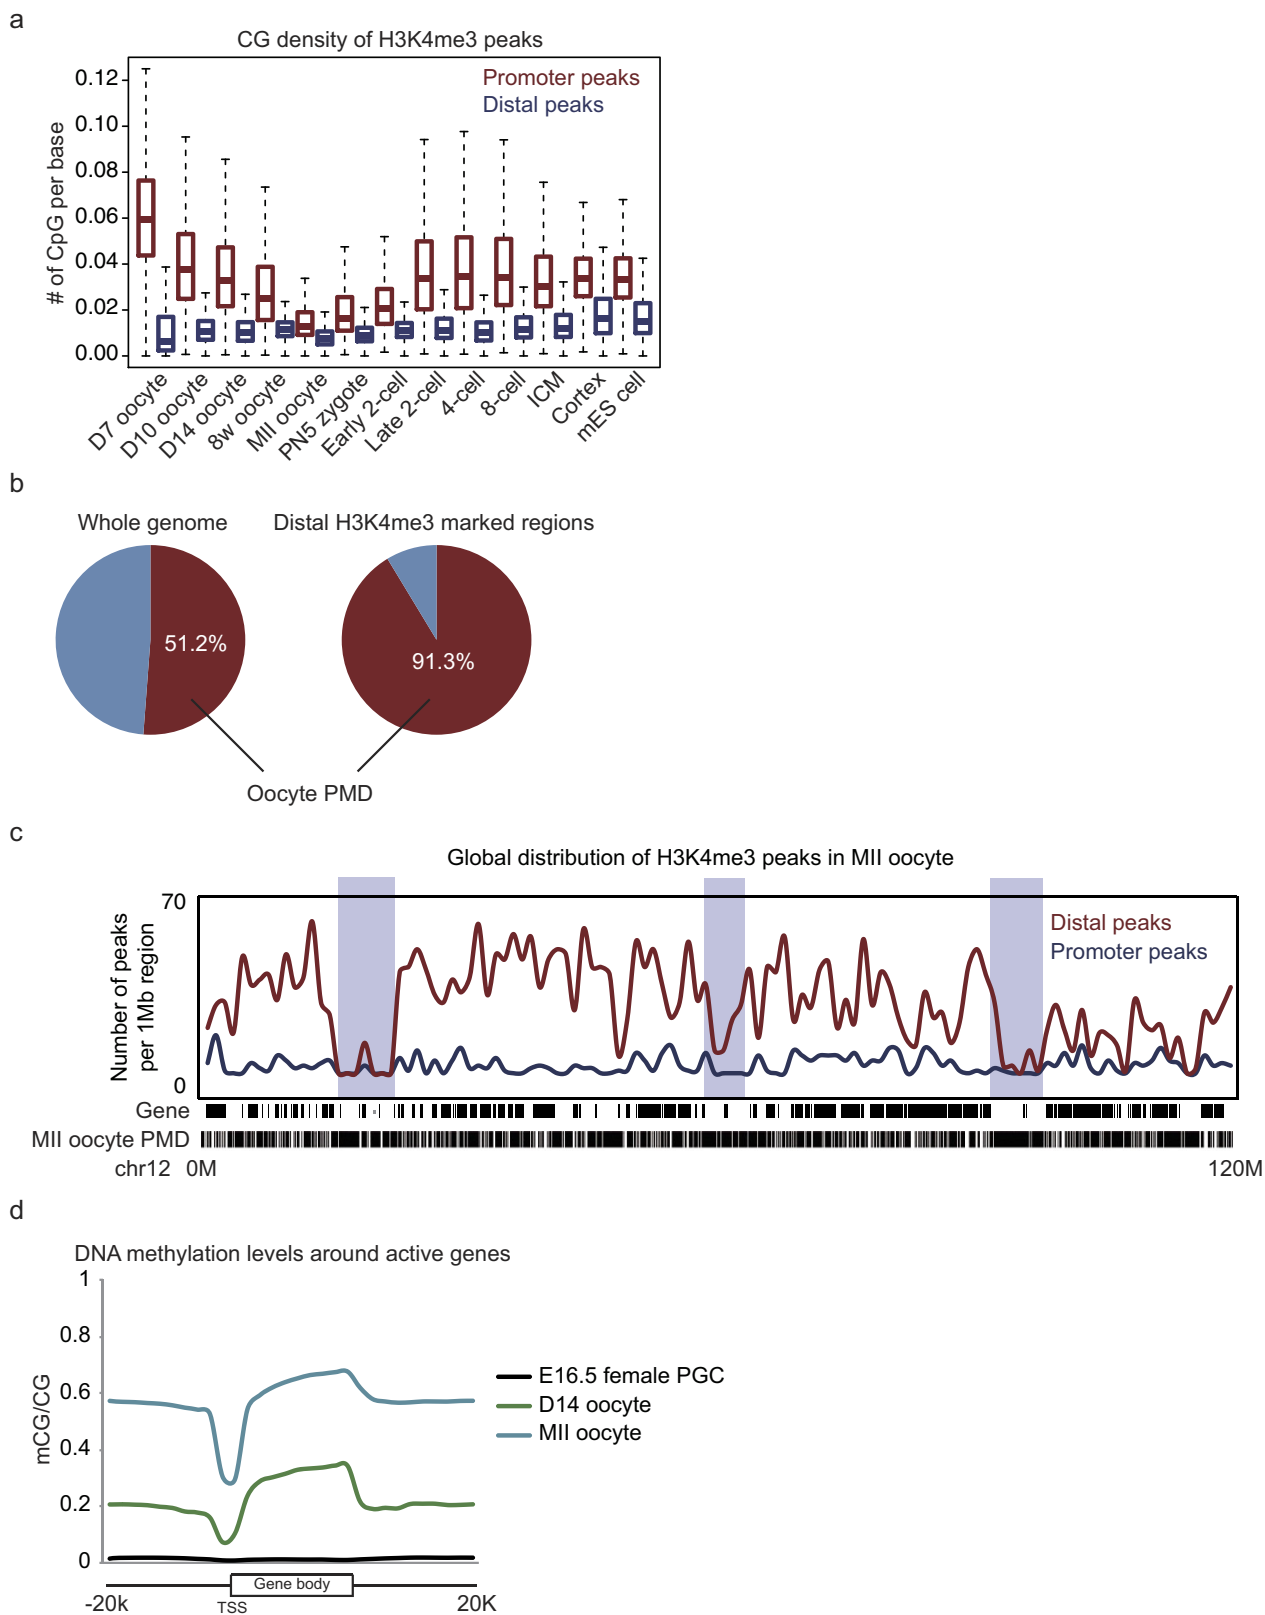 a
CG density of H3K4me3 peaks
# of CpG per base
0.12
0.10
0.08
0.06
0.04
0.02
0.00
Promoter peaks
Distal peaks
D7 oocyte
D10 oocyte
D14 oocyte
8w oocyte
MII oocyte
PN5 zygote
Early 2-cell
Late 2-cell
4-cell
8-cell
ICM
Cortex
mES cell
b
Whole genome
Distal H3K4me3 marked regions
51.2%
91.3%
Oocyte PMD
c
Global distribution of H3K4me3 peaks in MII oocyte
Number of peaks
per 1Mb region
70
0
Distal peaks
Promoter peaks
Gene
MII oocyte PMD
chr12 0M
120M
d
DNA methylation levels around active genes
mCG/CG
1
0.8
0.6
0.4
0.2
0
E16.5 female PGC
D14 oocyte
MII oocyte
Gene body
-20k
TSS
20K